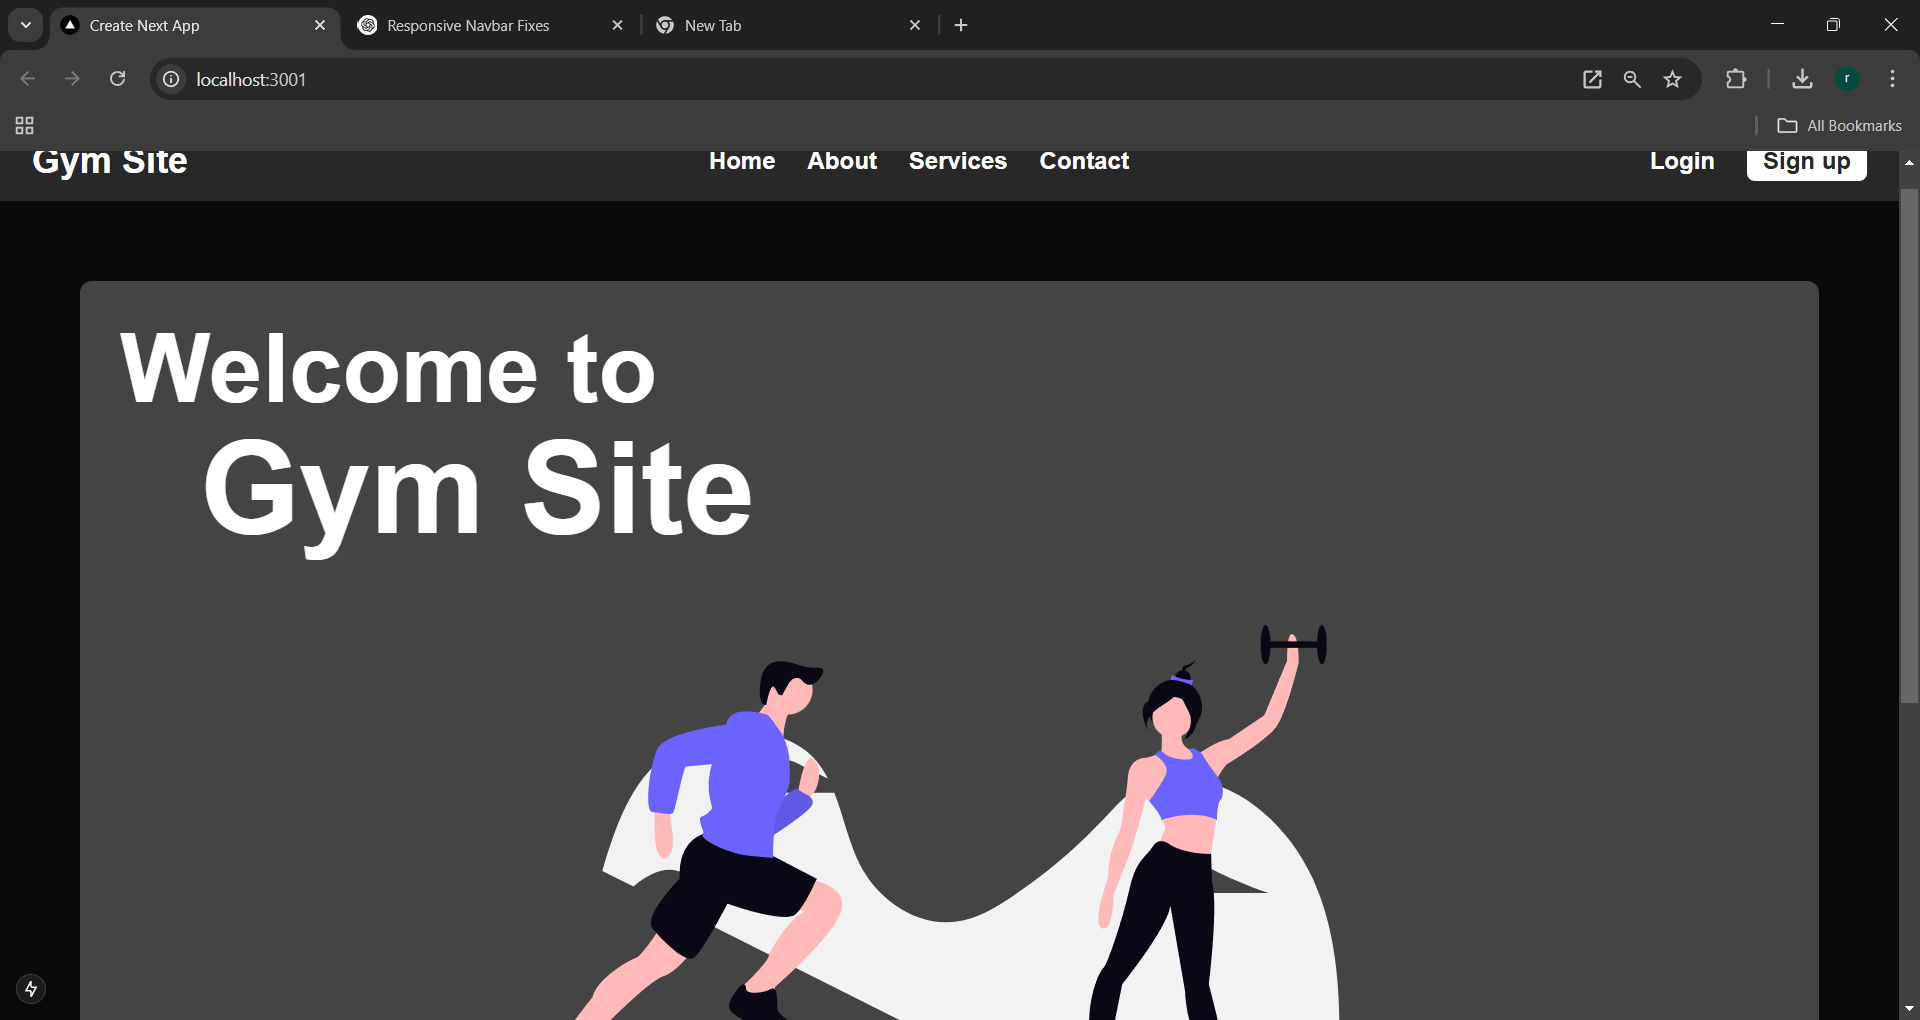 Create Next App
Responsive Navbar Fixes
New Tab
localhost:3001
r
All Bookmarks
Gym Site
Home About Services Contact
Login Sign up
Welcome to
Gym Site